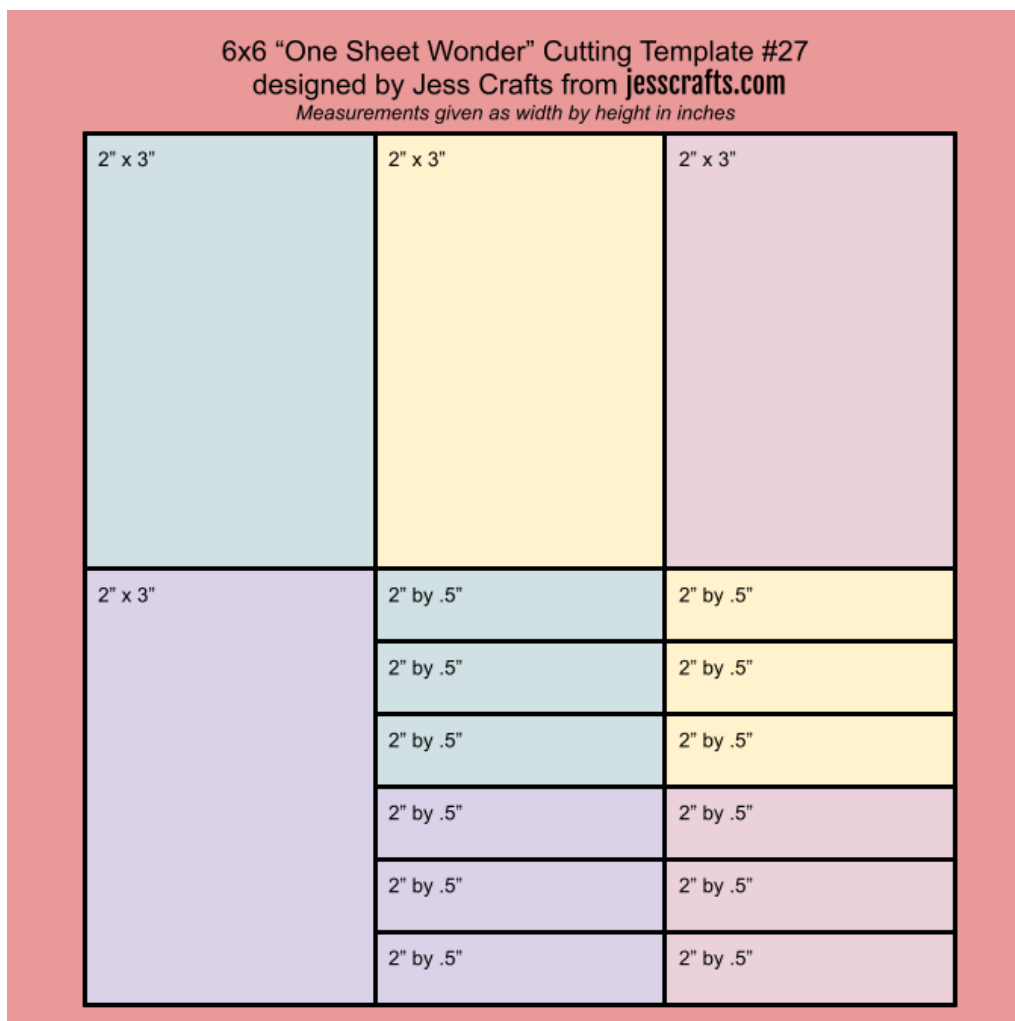 6x6 “One Sheet Wonder” Cutting Template #27
designed by Jess Crafts from jesscrafts.com
Measurements given as width by height in inches
2” x 3”
2” x 3”
2” x 3”
2” x 3”
2” by .5”
2” by .5”
2” by .5”
2” by .5”
2” by .5”
2” by .5”
2” by .5”
2” by .5”
2” by .5”
2” by .5”
2” by .5”
2” by .5”